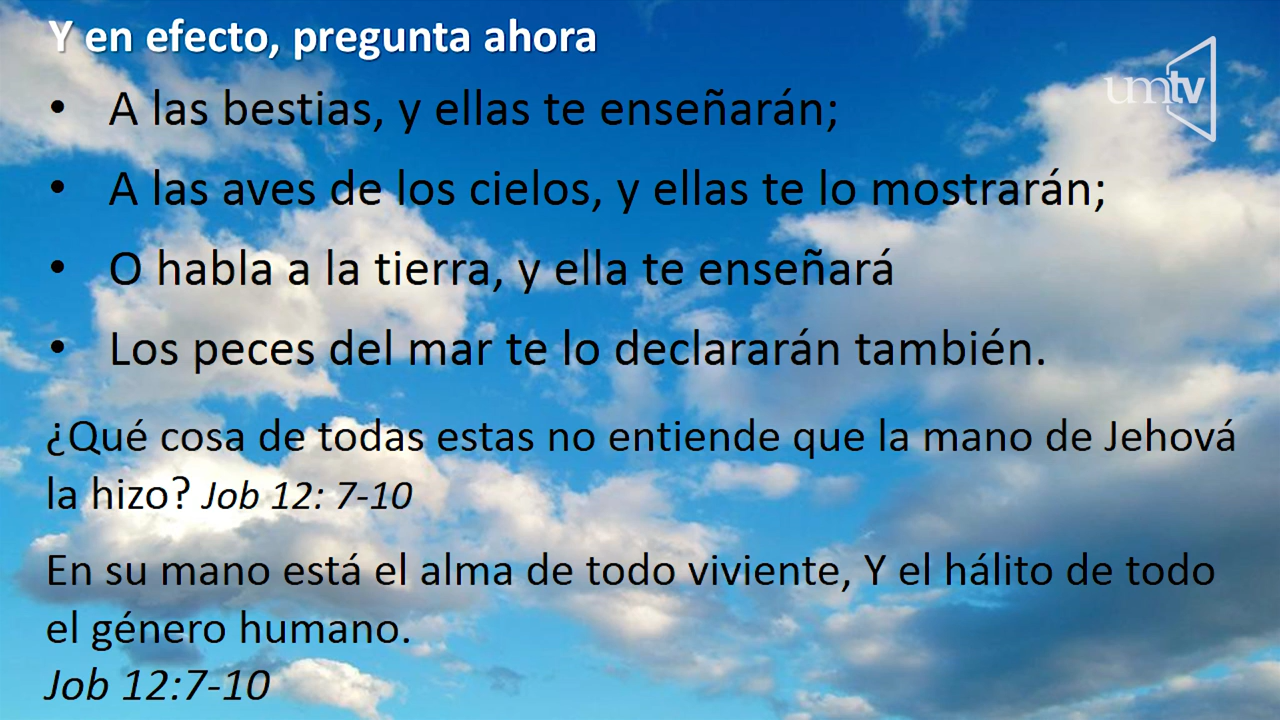 Y en efecto, pregunta ahora
umtv
• A las bestias, y ellas te enseñarán;
• A las aves de los cielos, y ellas te lo mostrarán;
• O habla a la tierra, y ella te enseñará
• Los peces del mar te lo declararán también.
¿Qué cosa de todas estas no entiende que la mano de Jehová
la hizo? Job 12: 7-10
En su mano está el alma de todo viviente, Y el hálito de todo
el género humano.
Job 12:7-10